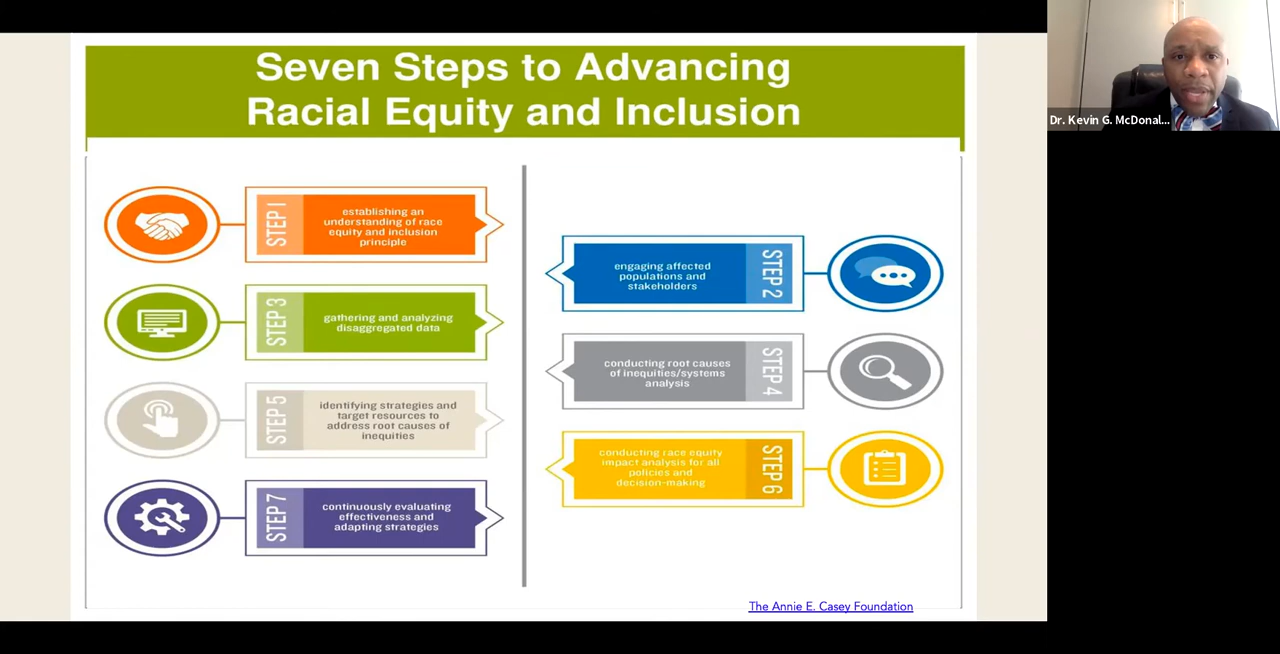 Seven Steps to Advancing
Racial Equity and Inclusion
Dr. Kevin G. McDonal...
STEP 1
establishing an
understanding of race
equity and inclusion
principle
STEP 2
engaging affected
populations and
stakeholders
STEP 3
gathering and analyzing
disaggregated data
STEP 4
conducting root causes
of inequities/systems
analysis
STEP 5
identifying strategies and
target resources to
address root causes of
inequities
STEP 6
conducting race equity
impact analysis for all
policies and
decision-making
STEP 7
continuously evaluating
effectiveness and
adapting strategies
The Annie E. Casey Foundation